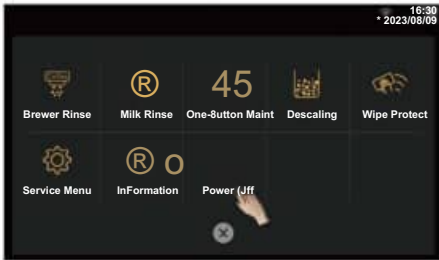 16:30
* 2023/08/09
® 45
Brewer Rinse Milk Rinse One-8utton Maint Descaling Wipe Protect
® o
Service Menu InFormation Power (Jff